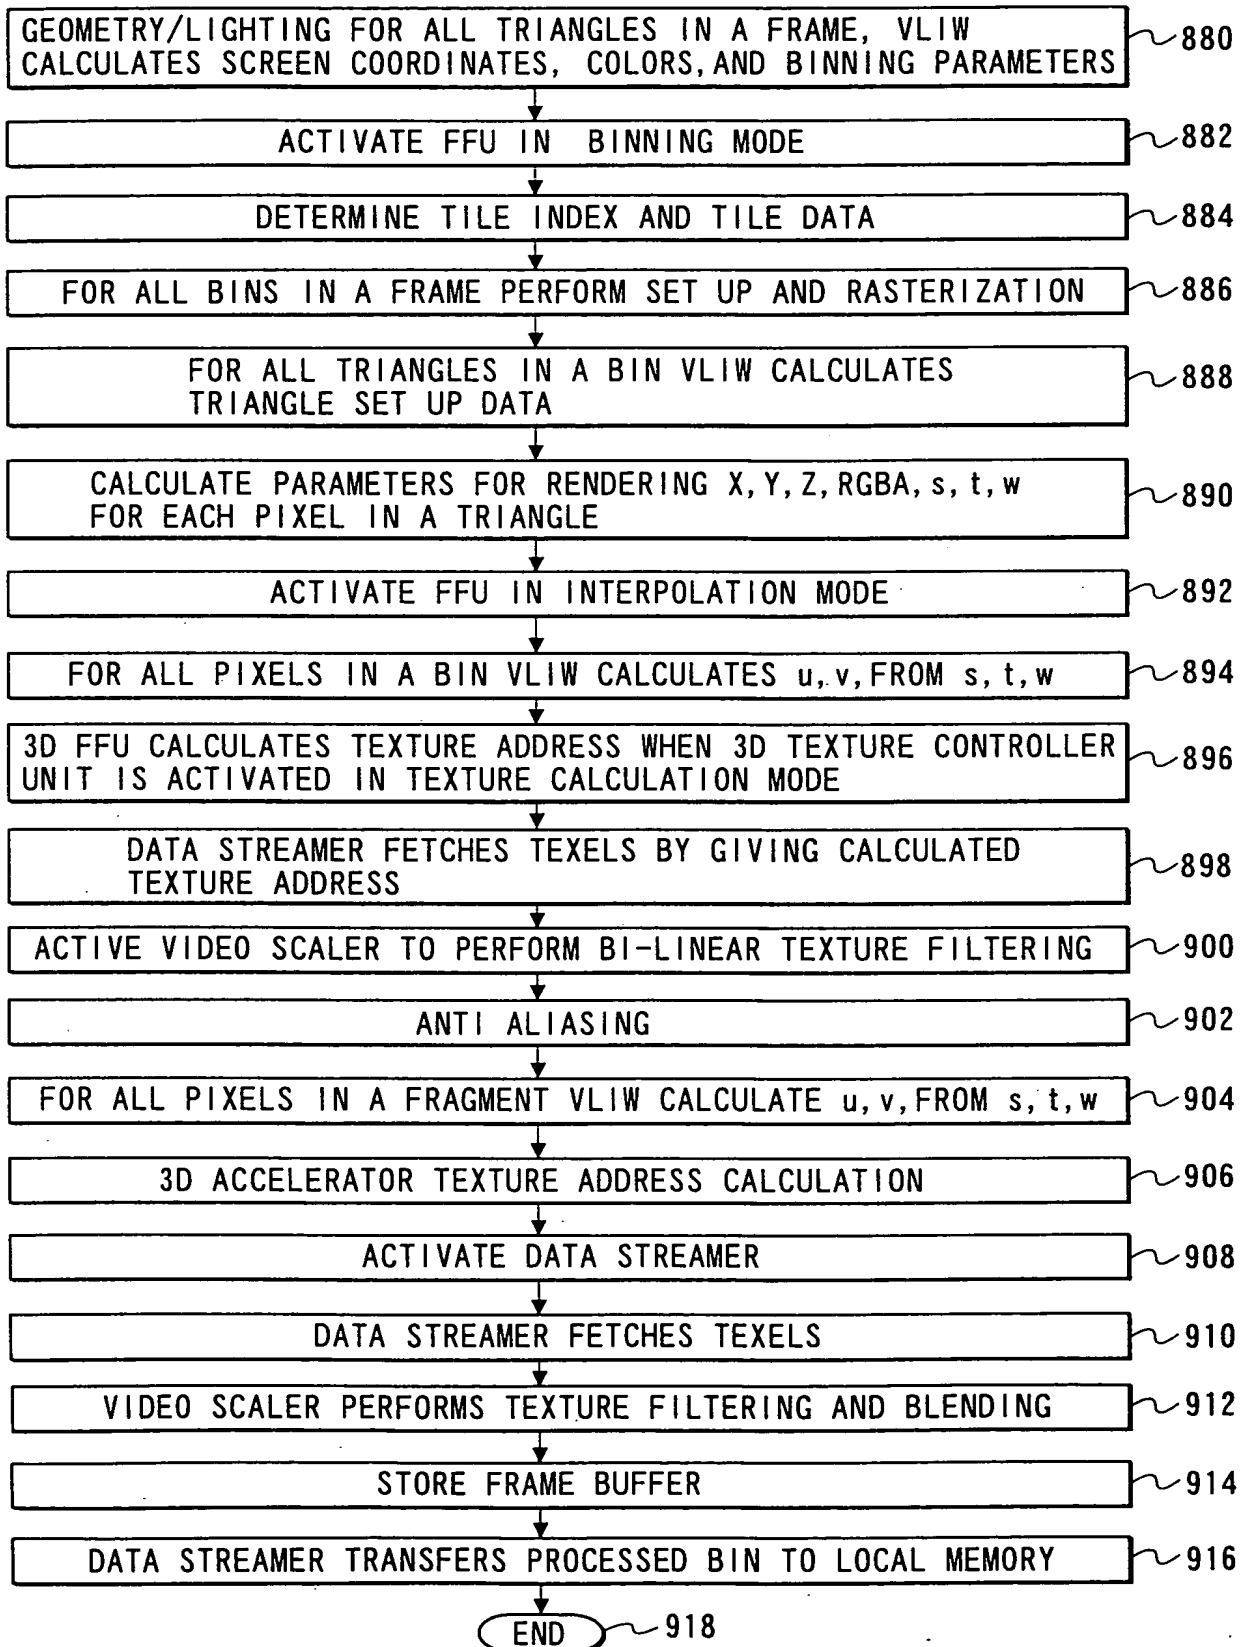 GEOMETRY/LIGHTING FOR ALL TRIANGLES IN A FRAME, VLIW
CALCULATES SCREEN COORDINATES, COLORS, AND BINNING PARAMETERS
880
ACTIVATE FFU IN BINNING MODE
882
DETERMINE TILE INDEX AND TILE DATA
884
FOR ALL BINS IN A FRAME PERFORM SET UP AND RASTERIZATION
886
FOR ALL TRIANGLES IN A BIN VLIW CALCULATES
TRIANGLE SET UP DATA
888
CALCULATE PARAMETERS FOR RENDERING X, Y, Z, RGBA, s, t, w
FOR EACH PIXEL IN A TRIANGLE
890
ACTIVATE FFU IN INTERPOLATION MODE
892
FOR ALL PIXELS IN A BIN VLIW CALCULATES u, v, FROM s, t, w
894
3D FFU CALCULATES TEXTURE ADDRESS WHEN 3D TEXTURE CONTROLLER
UNIT IS ACTIVATED IN TEXTURE CALCULATION MODE
896
DATA STREAMER FETCHES TEXELS BY GIVING CALCULATED
TEXTURE ADDRESS
898
ACTIVE VIDEO SCALER TO PERFORM BI-LINEAR TEXTURE FILTERING
900
ANTI ALIASING
902
FOR ALL PIXELS IN A FRAGMENT VLIW CALCULATE u, v, FROM s, t, w
904
3D ACCELERATOR TEXTURE ADDRESS CALCULATION
906
ACTIVATE DATA STREAMER
908
DATA STREAMER FETCHES TEXELS
910
VIDEO SCALER PERFORMS TEXTURE FILTERING AND BLENDING
912
STORE FRAME BUFFER
914
DATA STREAMER TRANSFERS PROCESSED BIN TO LOCAL MEMORY
916
END
918